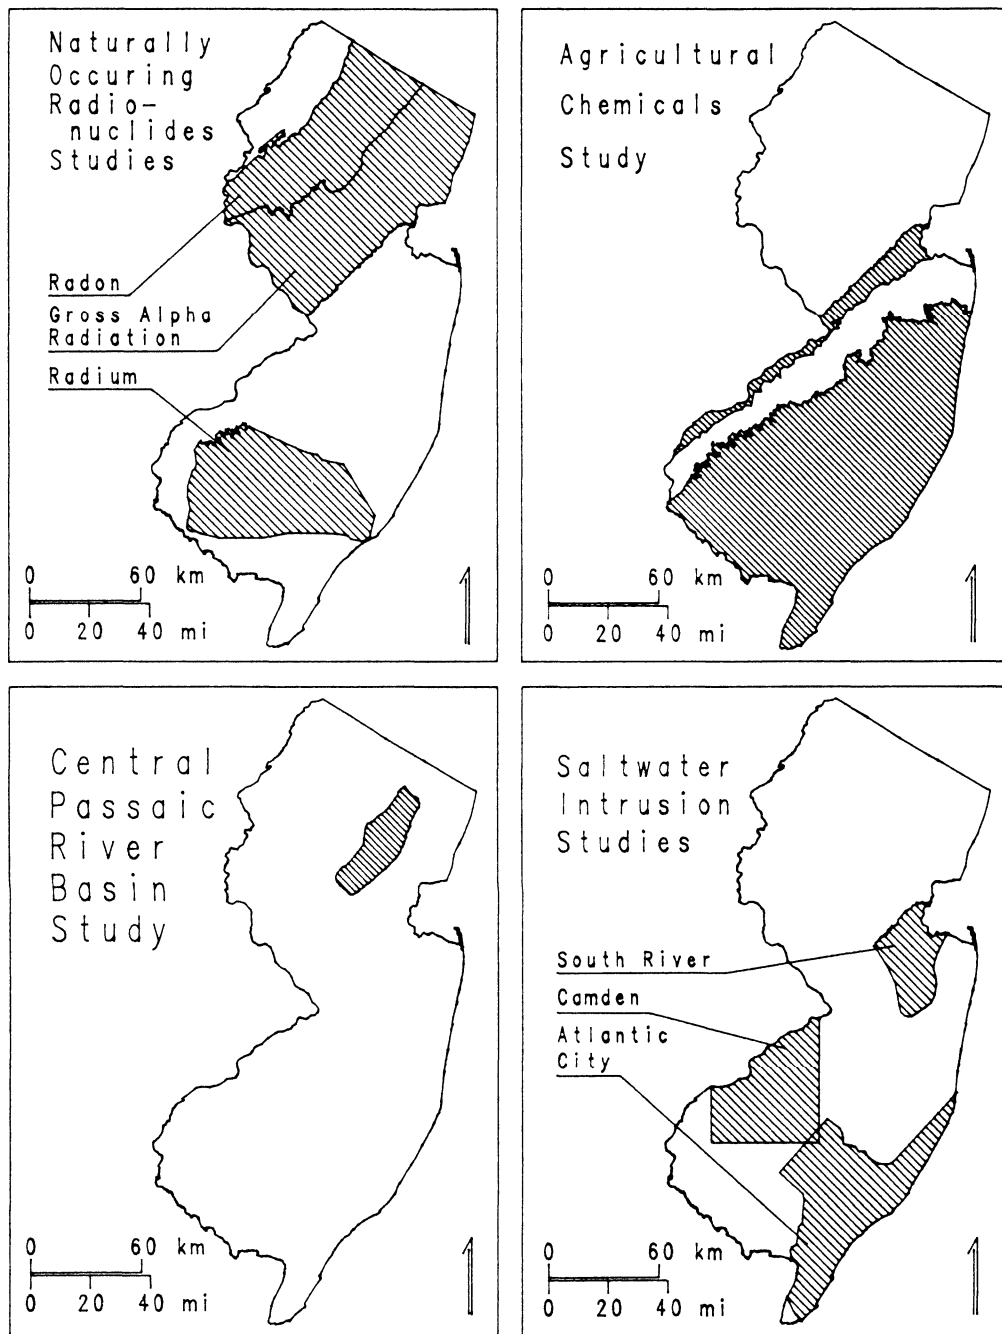 Naturally
Occuring
Radio-
nuclides
Studies
Radon
Gross Alpha
Radiation
Radium
0 60 km
0 20 40 mi
Agricultural
Chemicals
Study
0 60 km
0 20 40 mi
Central
Passaic
River
Basin
Study
0 60 km
0 20 40 mi
Saltwater
Intrusion
Studies
South River
Camden
Atlantic
City
0 60 km
0 20 40 mi